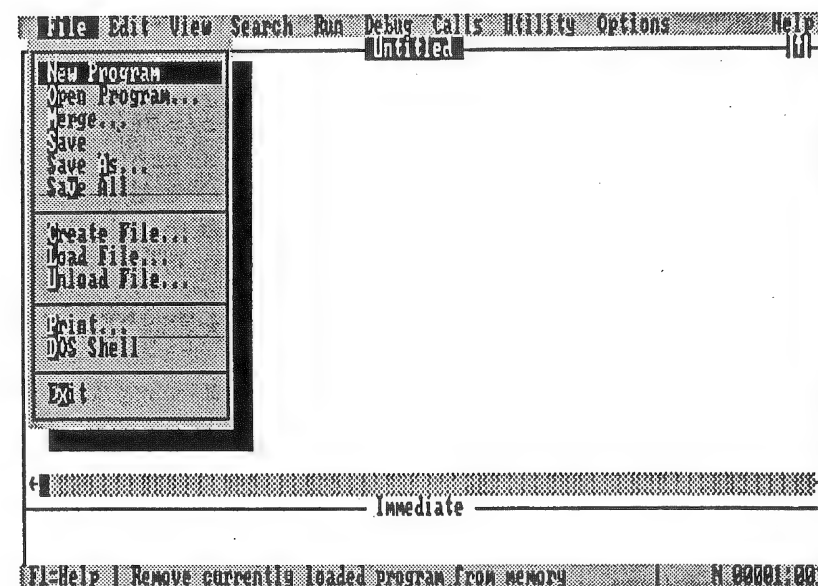 File Edit View Search Run Debug Calls Utility Options Help
Untitled
New Program
Open Program...
Merge...
Save
Save As...
Save All
Create File...
Load File...
Unload File...
Print...
DOS Shell
Exit
Immediate
F1=Help | Remove currently loaded program from memory | N 00001:00